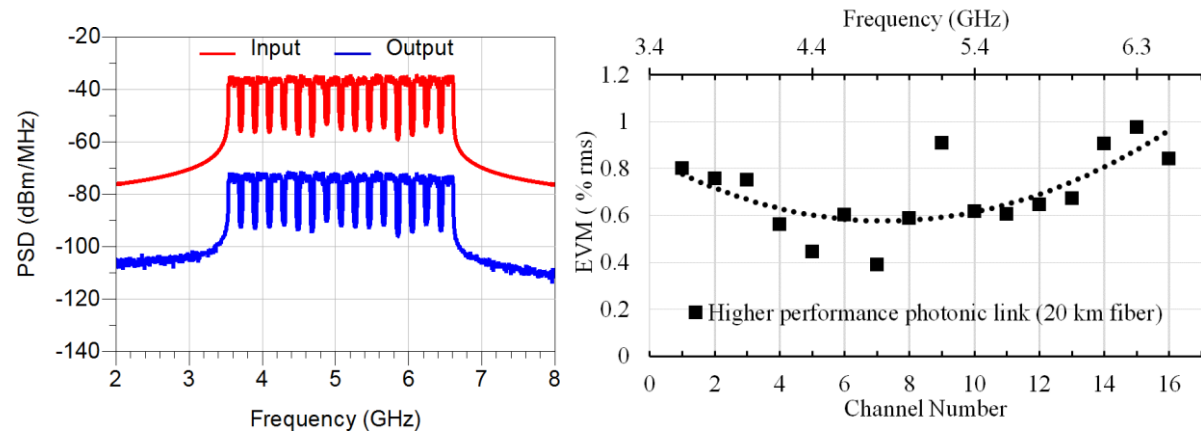 Input Output
-20
-40
-60
-80
-100
-120
-140
PSD (dBm/MHz)
2 3 4 5 6 7 8
Frequency (GHz)
Frequency (GHz)
3.4 4.4 5.4 6.3
1.2
1
0.8
0.6
0.4
0.2
0
EVM ( % rms)
Higher performance photonic link (20 km fiber)
0 2 4 6 8 10 12 14 16
Channel Number